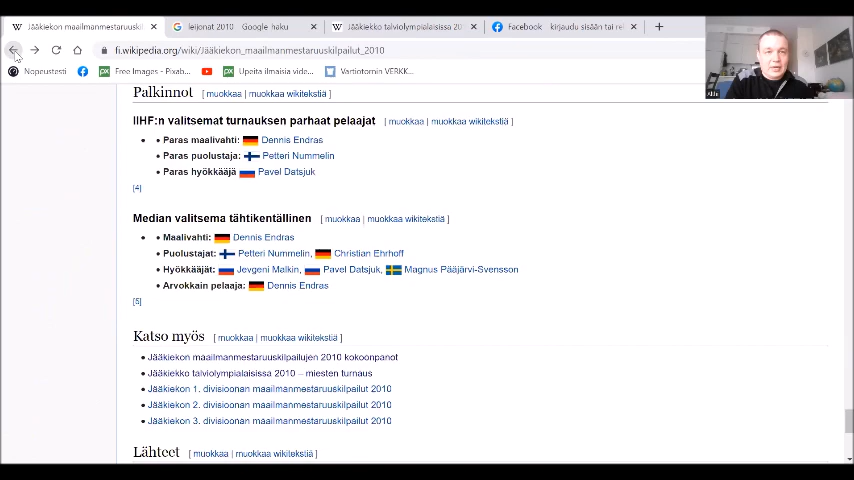 Jääkiekon maailmanmestaruuskil
leijonat 2010 - Google-haku
Jääkiekko talviolympialaisissa 20
Facebook – kirjaudu sisään tai re
fi.wikipedia.org/wiki/Jääkiekon_maailmanmestaruuskilpailut_2010
Nopeustesti
Free Images - Pixab...
Upeita ilmaisia vide...
Vartiotornin VERKK...
Ahti
Palkinnot [ muokkaa | muokkaa wikitekstiä ]
IIHF:n valitsemat turnauksen parhaat pelaajat [ muokkaa | muokkaa wikitekstiä ]
• • Paras maalivahti: Dennis Endras
• Paras puolustaja: Petteri Nummelin
• Paras hyökkääjä Pavel Datsjuk
[4]
Median valitsema tähtikentällinen [ muokkaa | muokkaa wikitekstiä ]
• • Maalivahti: Dennis Endras
• Puolustajat: Petteri Nummelin, Christian Ehrhoff
• Hyökkääjät: Jevgeni Malkin, Pavel Datsjuk, Magnus Pääjärvi-Svensson
• Arvokkain pelaaja: Dennis Endras
[5]
Katso myös [ muokkaa | muokkaa wikitekstiä ]
• Jääkiekon maailmanmestaruuskilpailujen 2010 kokoonpanot
• Jääkiekko talviolympialaisissa 2010 – miesten turnaus
• Jääkiekon 1. divisioonan maailmanmestaruuskilpailut 2010
• Jääkiekon 2. divisioonan maailmanmestaruuskilpailut 2010
• Jääkiekon 3. divisioonan maailmanmestaruuskilpailut 2010
Lähteet [ muokkaa | muokkaa wikitekstiä ]